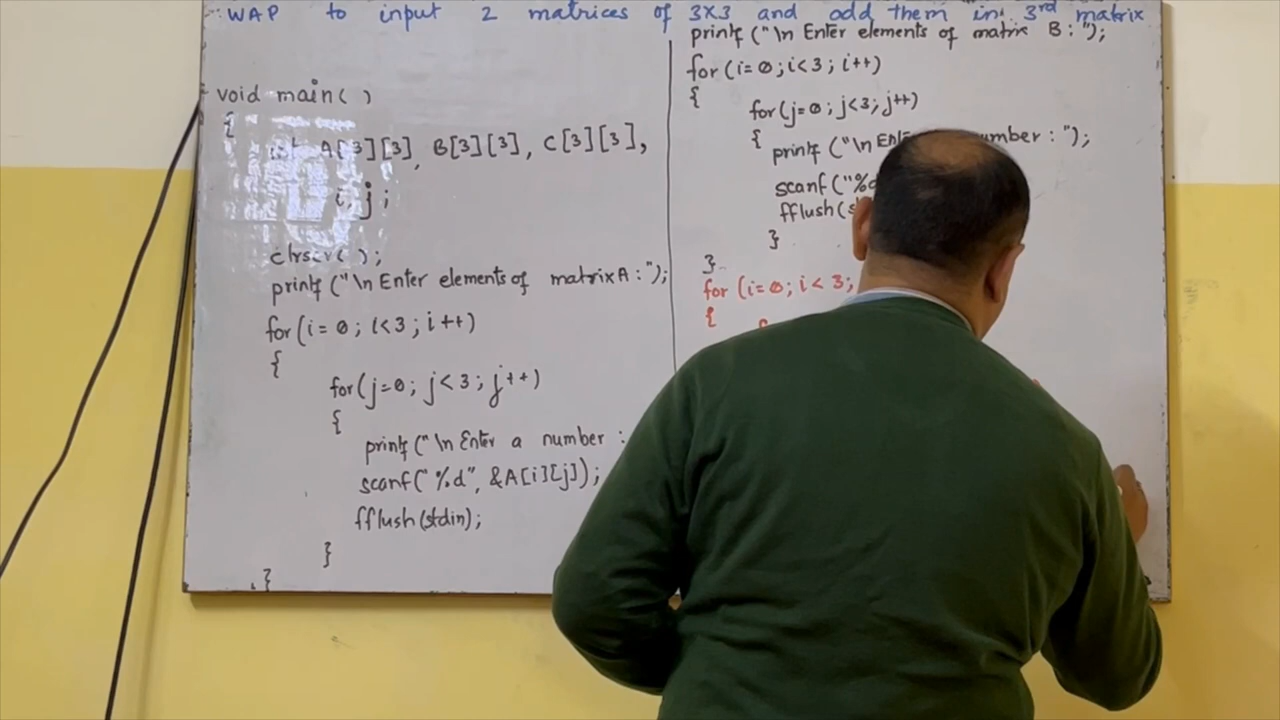 WAP to input 2 matrices of 3X3 and odd them in 3rd matrix
void main( )
{
int A[3][3], B[3][3], C[3][3],
i, j ;
clrscr( );
printf ("\n Enter elements of matrix A : ");
for (i = 0 ; i<3 ; i ++)
{
for (j=0 ; j<3 ; j++)
{
printf ("\n Enter a number :
scanf (" %d", &A[i][j]);
fflush (stdin);
}
}
printf ("\n Enter elements of matrix B : ");
for (i=0 ; i<3 ; i++)
{
for (j=0 ; j<3 ; j++)
{
printf ("\n number : ");
scanf ("%d
fflush (
}
}
for (i=0 ; i<3 ;
{